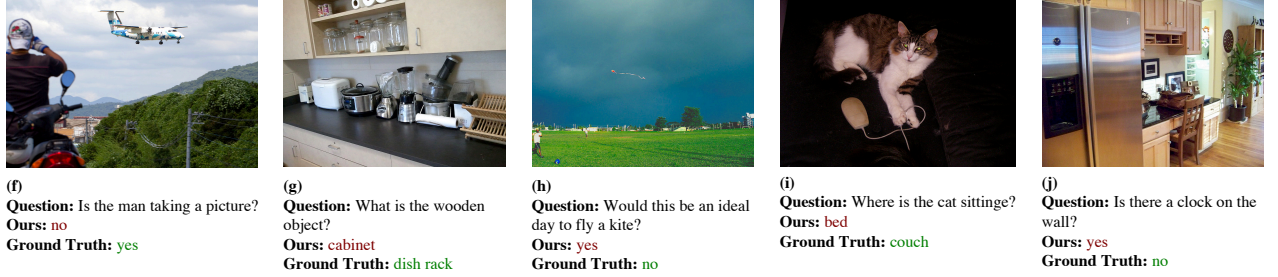 (f)
Question: Is the man taking a picture?
Ours: no
Ground Truth: yes
(g)
Question: What is the wooden
object?
Ours: cabinet
Ground Truth: dish rack
(h)
Question: Would this be an ideal
day to fly a kite?
Ours: yes
Ground Truth: no
(i)
Question: Where is the cat sittinge?
Ours: bed
Ground Truth: couch
(j)
Question: Is there a clock on the
wall?
Ours: yes
Ground Truth: no